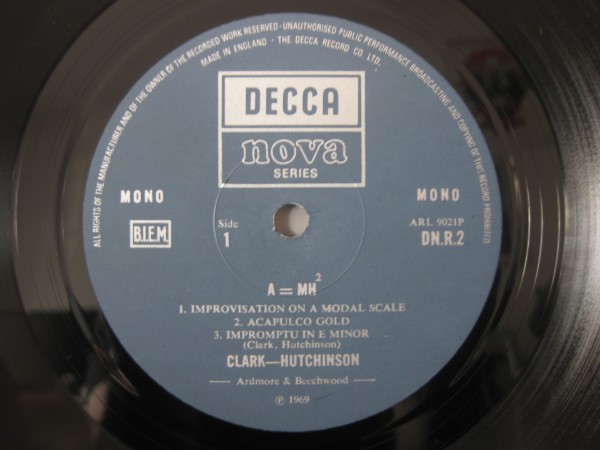 ALL RIGHTS OF THE MANUFACTURER AND OF THE OWNER OF THE RECORDED WORK RESERVED · UNAUTHORISED PUBLIC PERFORMANCE BROADCASTING AND COPYING OF THIS RECORD PROHIBITED
MADE IN ENGLAND · THE DECCA RECORD CO. LTD.
DECCA
nova
SERIES
MONO MONO
B.I.E.M. Side ARL 9021P
1 DN.R.2
A = MH²
1. IMPROVISATION ON A MODAL SCALE
2. ACAPULCO GOLD
3. IMPROMPTU IN E MINOR
(Clark, Hutchinson)
CLARK—HUTCHINSON
Ardmore & Beechwood
℗ 1969